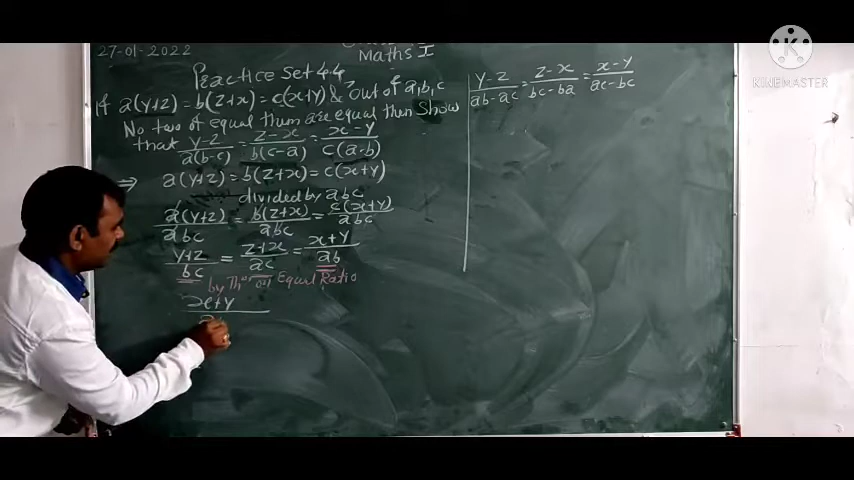 27-01-2022
Maths I
Practice Set 4.4
If a(y+z) = b(z+x) = c(x+y) & out of a,b,c
No two of equal them are equal then show
that y-z/a(b-c) = z-x/b(c-a) = x-y/c(a-b)
⇒ a(y+z) = b(z+x) = c(x+y)
divided by abc
a(y+z)/abc = b(z+x)/abc = c(x+y)/abc
y+z/bc = z+x/ac = x+y/ab
by Thm on Equal Ratio
x+y
y-z/ab-ac = z-x/bc-ba = x-y/ac-bc
KINEMASTER